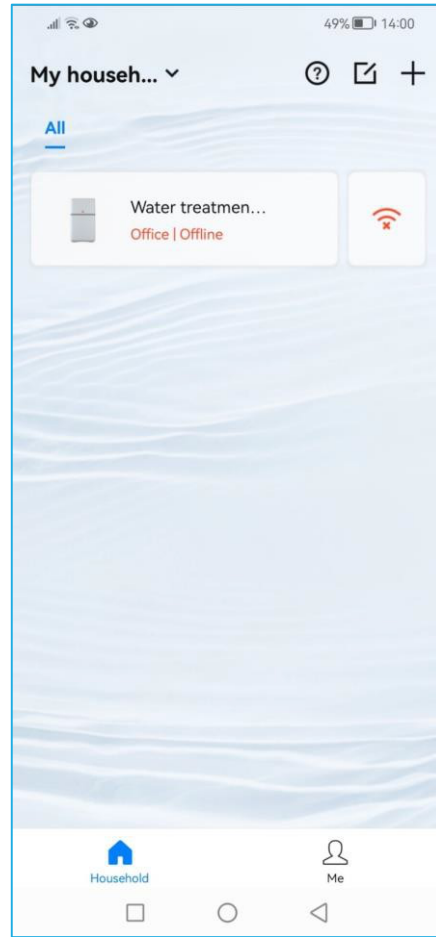 49% 14:00
My househ...
All
Water treatmen...
Office | Offline
Household
Me